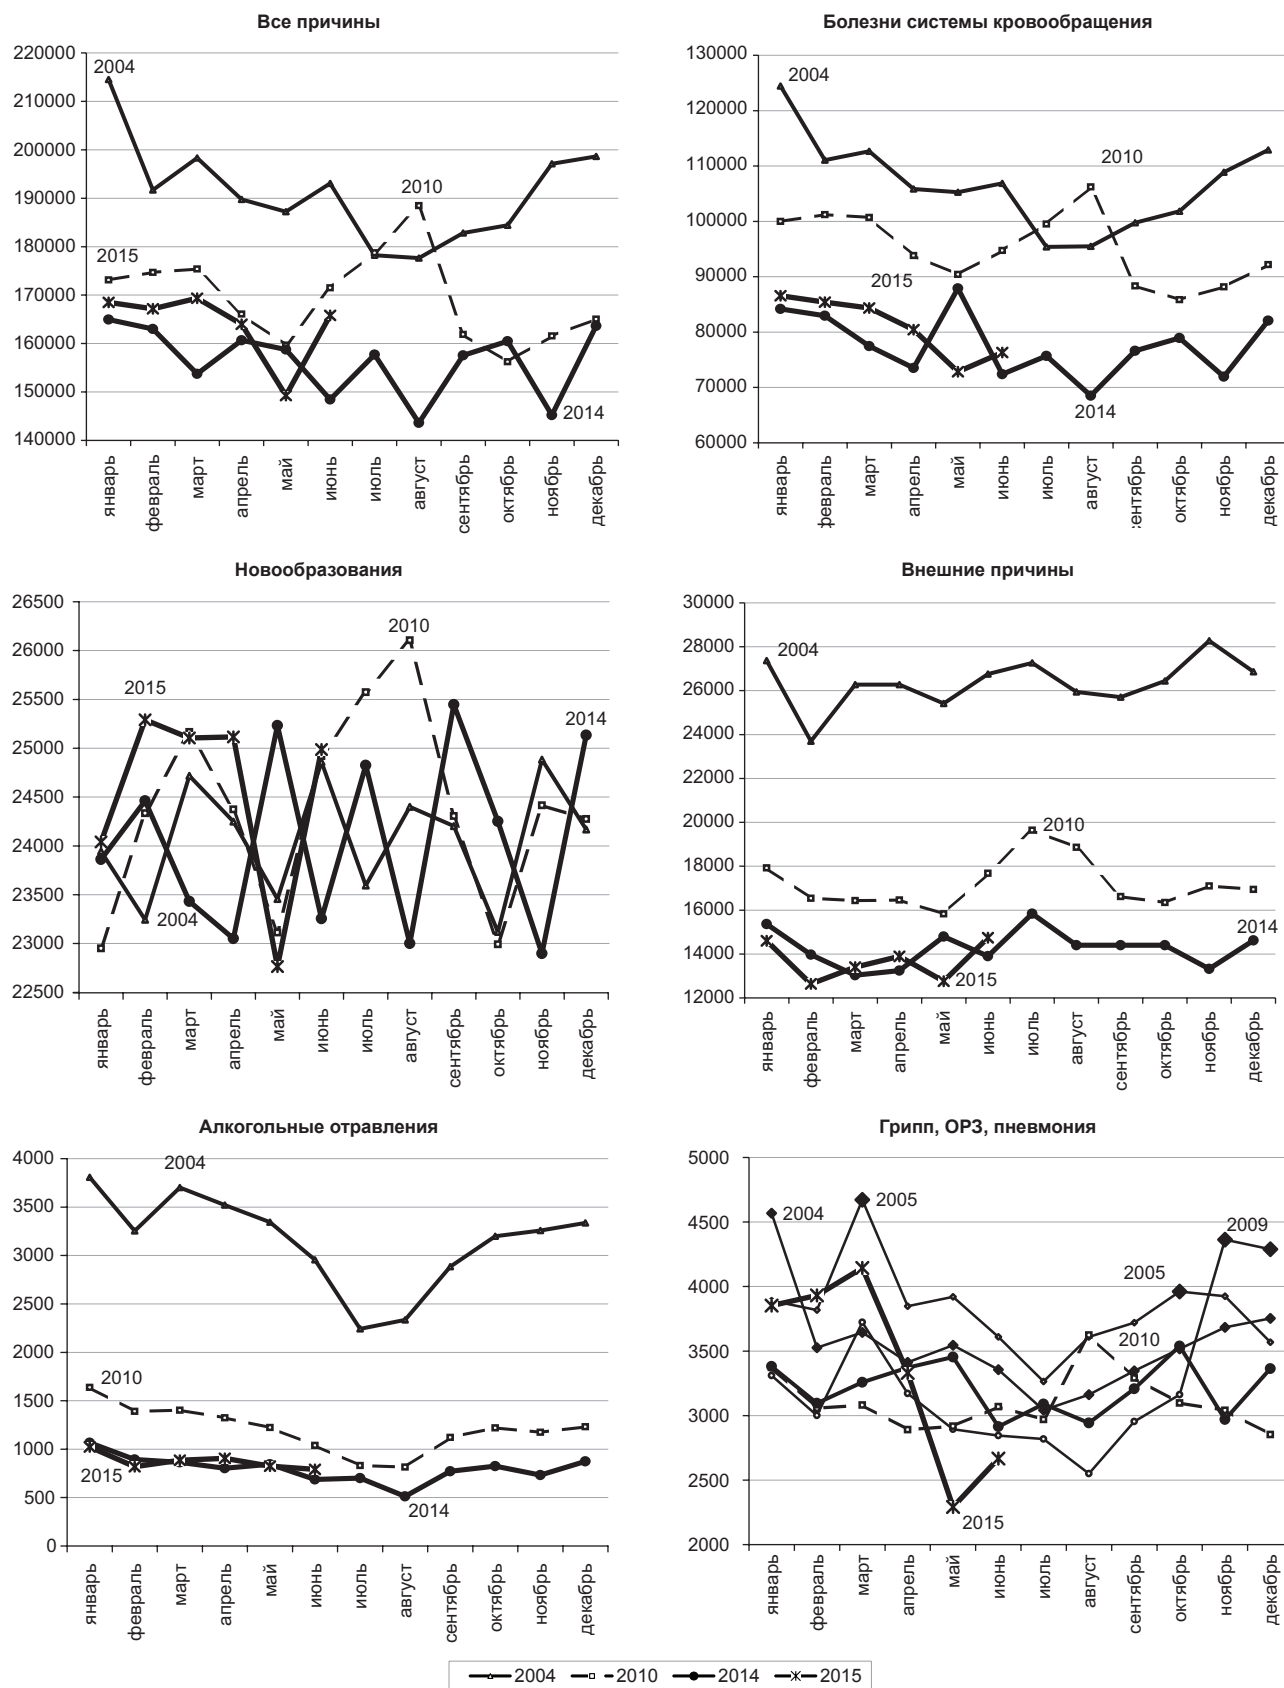 Все причины
220000
210000
200000
190000
180000
170000
160000
150000
140000
2004
2010
2015
2014
январь
февраль
март
апрель
май
июнь
июль
август
сентябрь
октябрь
ноябрь
декабрь
Болезни системы кровообращения
130000
120000
110000
100000
90000
80000
70000
60000
2004
2010
2015
2014
январь
февраль
март
апрель
май
июнь
июль
август
сентябрь
октябрь
ноябрь
декабрь
Новообразования
26500
26000
25500
25000
24500
24000
23500
23000
22500
2010
2015
2014
2004
январь
февраль
март
апрель
май
июнь
июль
август
сентябрь
октябрь
ноябрь
декабрь
Внешние причины
30000
28000
26000
24000
22000
20000
18000
16000
14000
12000
2004
2010
2014
2015
январь
февраль
март
апрель
май
июнь
июль
август
сентябрь
октябрь
ноябрь
декабрь
Алкогольные отравления
4000
3500
3000
2500
2000
1500
1000
500
0
2004
2010
2015
2014
январь
февраль
март
апрель
май
июнь
июль
август
сентябрь
октябрь
ноябрь
декабрь
Грипп, ОРЗ, пневмония
5000
4500
4000
3500
3000
2500
2000
2004
2005
2009
2005
2010
2015
январь
февраль
март
апрель
май
июнь
июль
август
сентябрь
октябрь
ноябрь
декабрь
2004 2010 2014 2015